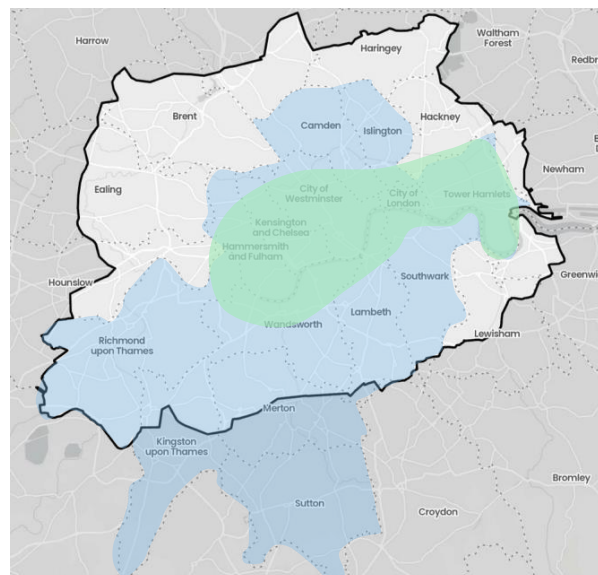 Harrow
Haringey
Waltham
Forest
Redbr
Brent
Hackney
Camden
Islington
Newham
Ealing
City of
Westminster
City of
London
Tower Hamlets
Kensington
and Chelsea
Hammersmith
and Fulham
Hounslow
Southwark
Greenwi
Lambeth
Wandsworth
Lewisham
Richmond
upon Thames
Merton
Kingston
upon Thames
Bromley
Sutton
Croydon